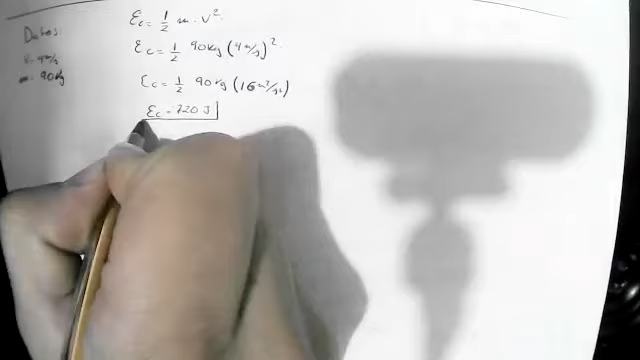 Datos:
v = 4 m/s
m = 90 kg
Ec = 1/2 m · v²
Ec = 1/2 90 kg (4 m/s)²
Ec = 1/2 90 kg (16 m²/s²)
Ec = 720 J